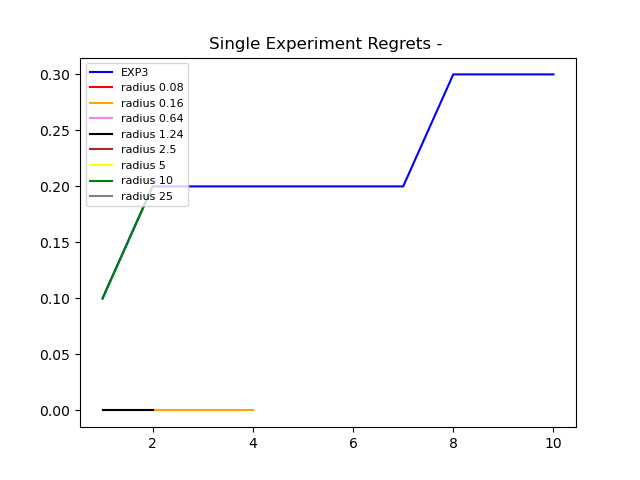 Single Experiment Regrets -
0.30
0.25
0.20
0.15
0.10
0.05
0.00
EXP3
radius 0.08
radius 0.16
radius 0.64
radius 1.24
radius 2.5
radius 5
radius 10
radius 25
2
4
6
8
10